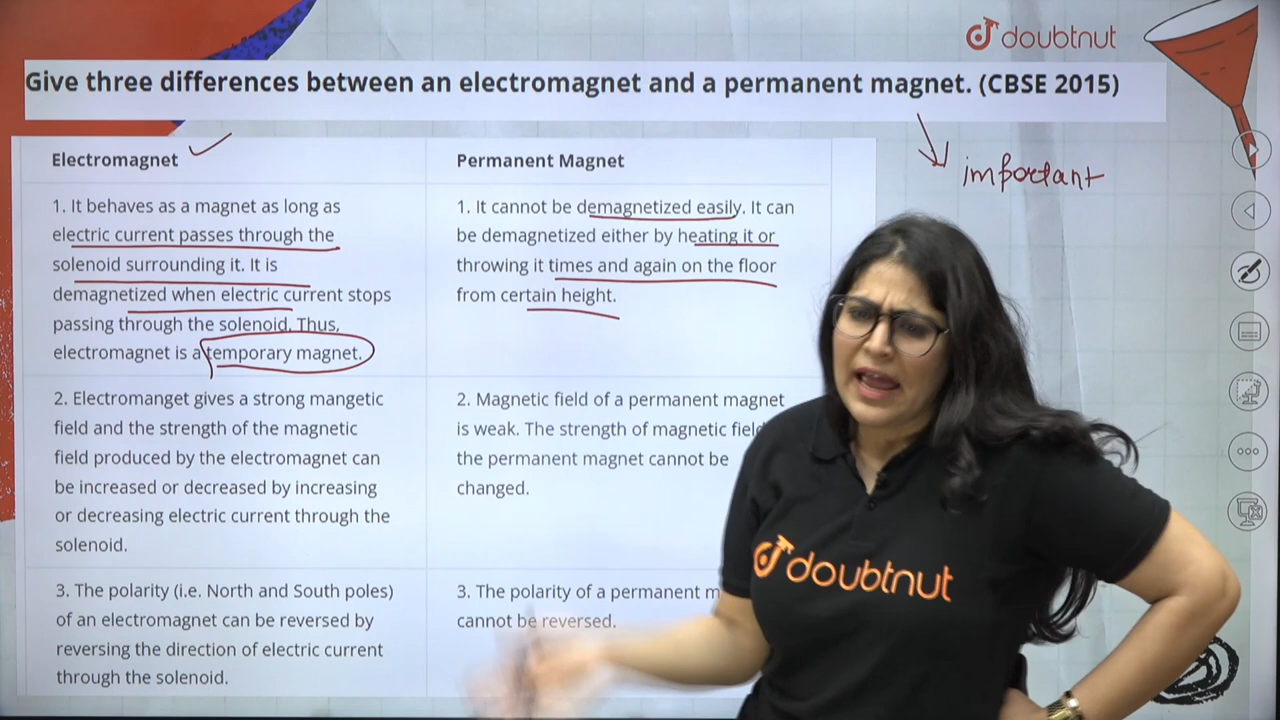 doubtnut
Give three differences between an electromagnet and a permanent magnet. (CBSE 2015)
important
Electromagnet
Permanent Magnet
1. It behaves as a magnet as long as
electric current passes through the
solenoid surrounding it. It is
demagnetized when electric current stops
passing through the solenoid. Thus,
electromagnet is a temporary magnet.
1. It cannot be demagnetized easily. It can
be demagnetized either by heating it or
throwing it times and again on the floor
from certain height.
2. Electromanget gives a strong mangetic
field and the strength of the magnetic
field produced by the electromagnet can
be increased or decreased by increasing
or decreasing electric current through the
solenoid.
2. Magnetic field of a permanent magnet
is weak. The strength of magnetic field
the permanent magnet cannot be
changed.
3. The polarity (i.e. North and South poles)
of an electromagnet can be reversed by
reversing the direction of electric current
through the solenoid.
3. The polarity of a permanent
cannot be reversed.
doubtnut